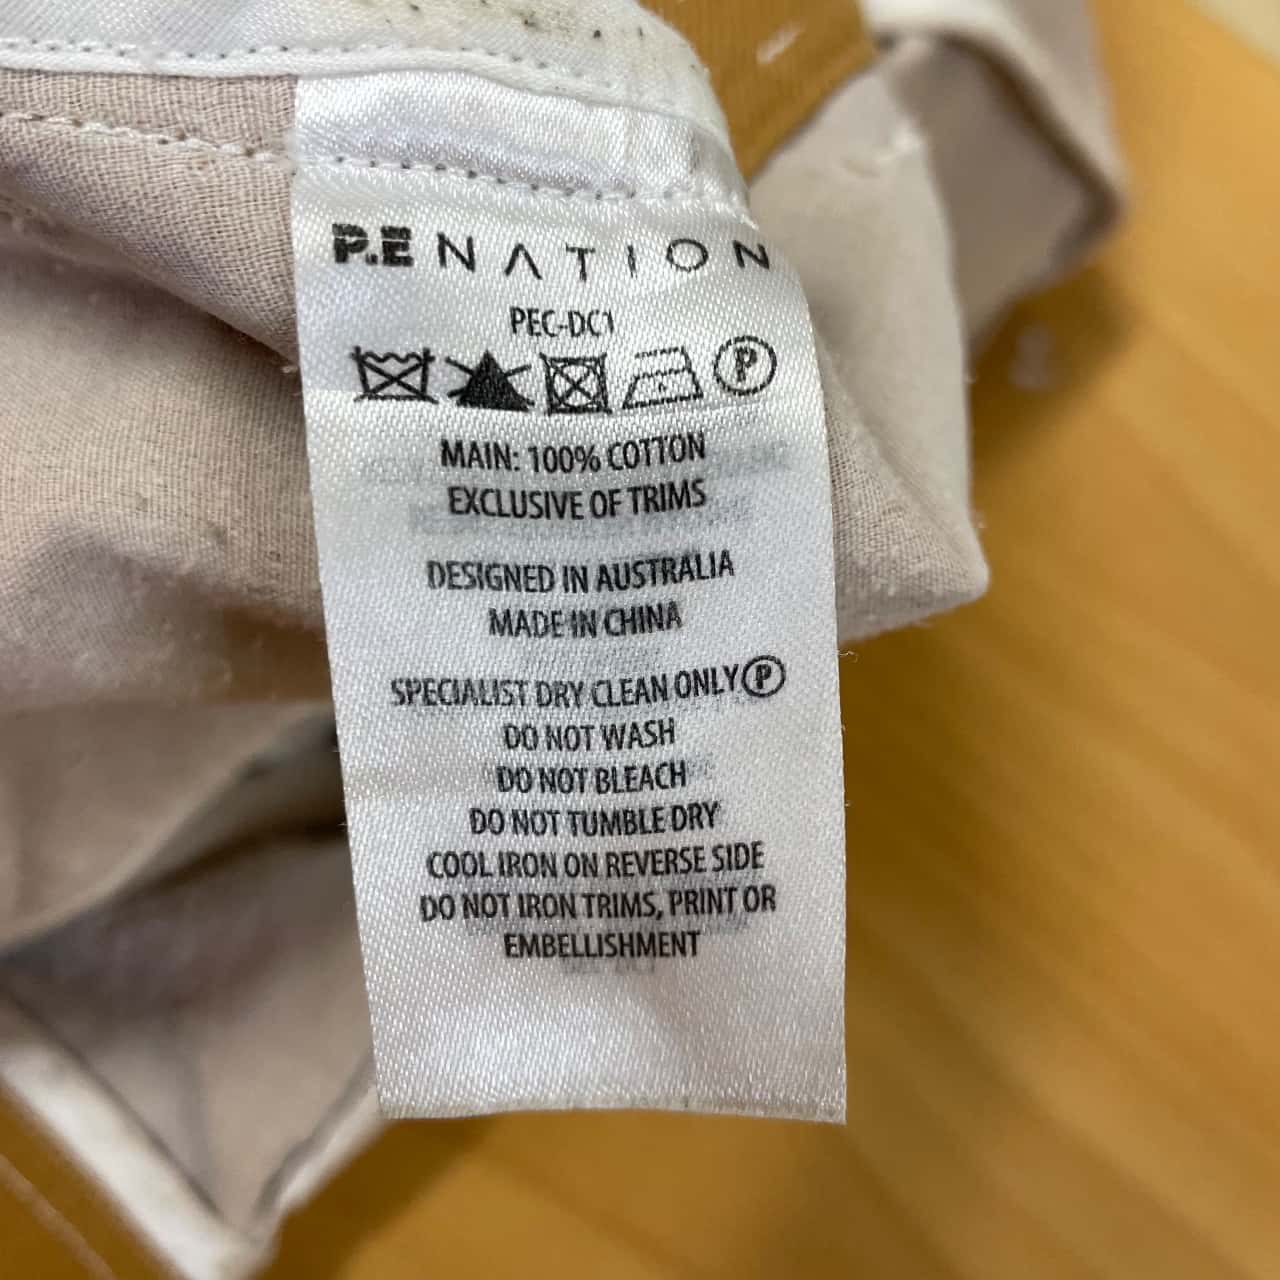 P.E NATION
PEC-DC1
P
MAIN: 100% COTTON
EXCLUSIVE OF TRIMS
DESIGNED IN AUSTRALIA
MADE IN CHINA
SPECIALIST DRY CLEAN ONLY Ⓟ
DO NOT WASH
DO NOT BLEACH
DO NOT TUMBLE DRY
COOL IRON ON REVERSE SIDE
DO NOT IRON TRIMS, PRINT OR
EMBELLISHMENT